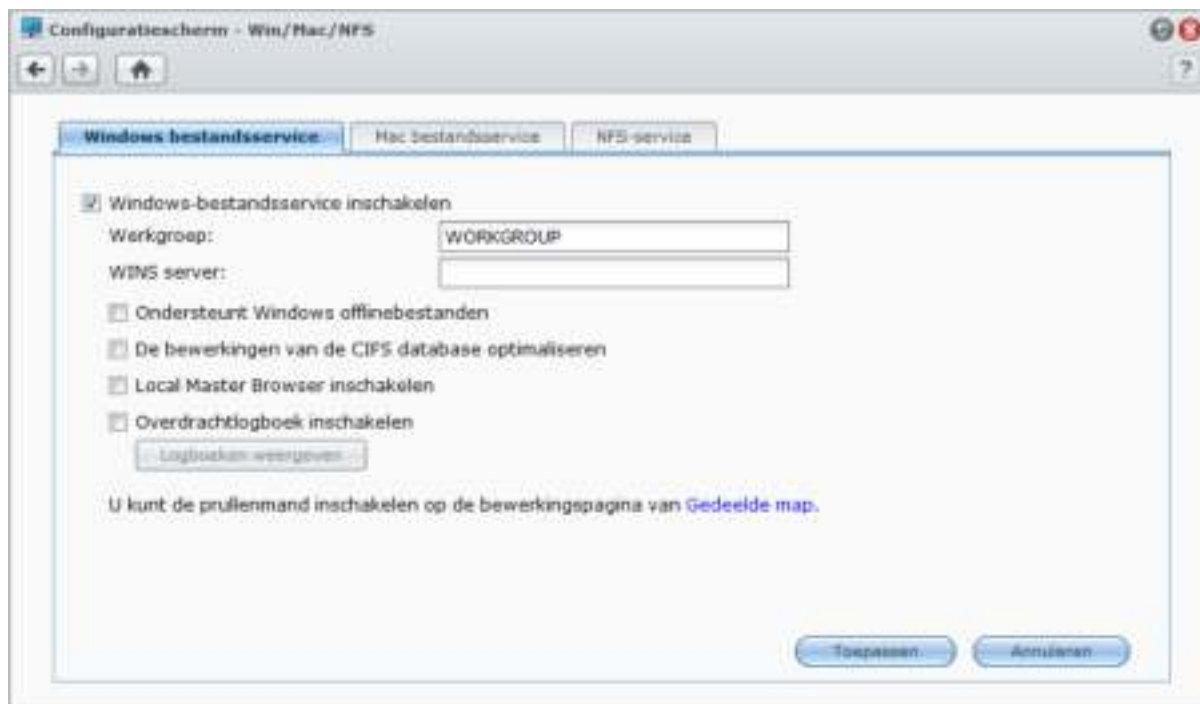 Configuratiescherm - Win/Mac/NFS
?
Windows bestandsservice
Mac bestandsservice
NFS-service
Windows-bestandsservice inschakelen
Werkgroep:
WORKGROUP
WINS server:
Ondersteunt Windows offlinebestanden
De bewerkingen van de CIFS database optimaliseren
Local Master Browser inschakelen
Overdrachtlogboek inschakelen
Logboeken weergeven
U kunt de prullenmand inschakelen op de bewerkingspagina van Gedeelde map.
Toepassen
Annuleren